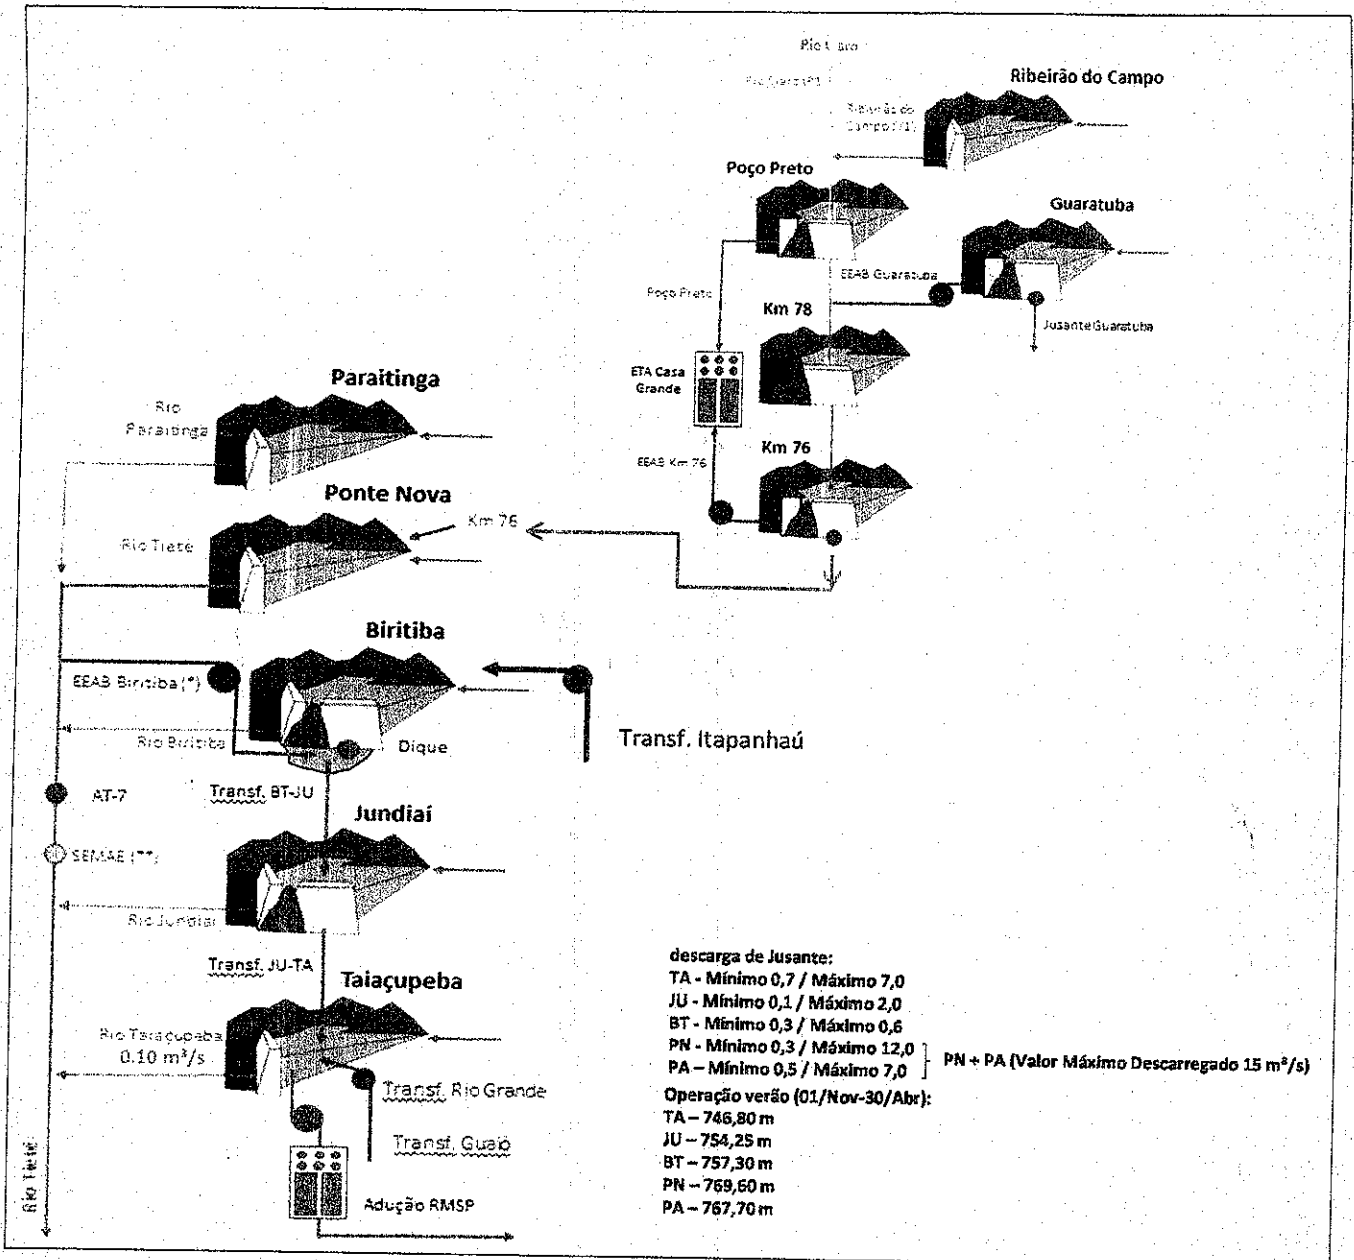 Ribeirão do Campo
Ribeirão do
Poço Preto
Guaratuba
EEAB Guaratuba
Poço Preto
Km 78
Jusante Guaratuba
ETA Casa
Grande
Paraitinga
Rio
Paraitinga
Km 76
EEAB Km 76
Ponte Nova
Km 76
Rio Tietê
Biritiba
EEAB Biritiba (*)
Transf. Itapanhaú
Rio Biritiba
Dique
AT-7
Transf. BT-JU
Jundiaí
SEMAE (**)
Rio Jundiaí
Transf. JU-TA
Taiaçupeba
Rio Taiaçupeba
0.10 m³/s
Transf. Rio Grande
Transf. Guaió
Adução RMSP
Rio Tietê
descarga de Jusante:
TA - Mínimo 0,7 / Máximo 7,0
JU - Mínimo 0,1 / Máximo 2,0
BT - Mínimo 0,3 / Máximo 0,6
PN - Mínimo 0,3 / Máximo 12,0
PA – Mínimo 0,5 / Máximo 7,0
PN + PA (Valor Máximo Descarregado 15 m³/s)
Operação verão (01/Nov-30/Abr):
TA – 746,80 m
JU – 754,25 m
BT – 757,30 m
PN – 769,60 m
PA – 767,70 m